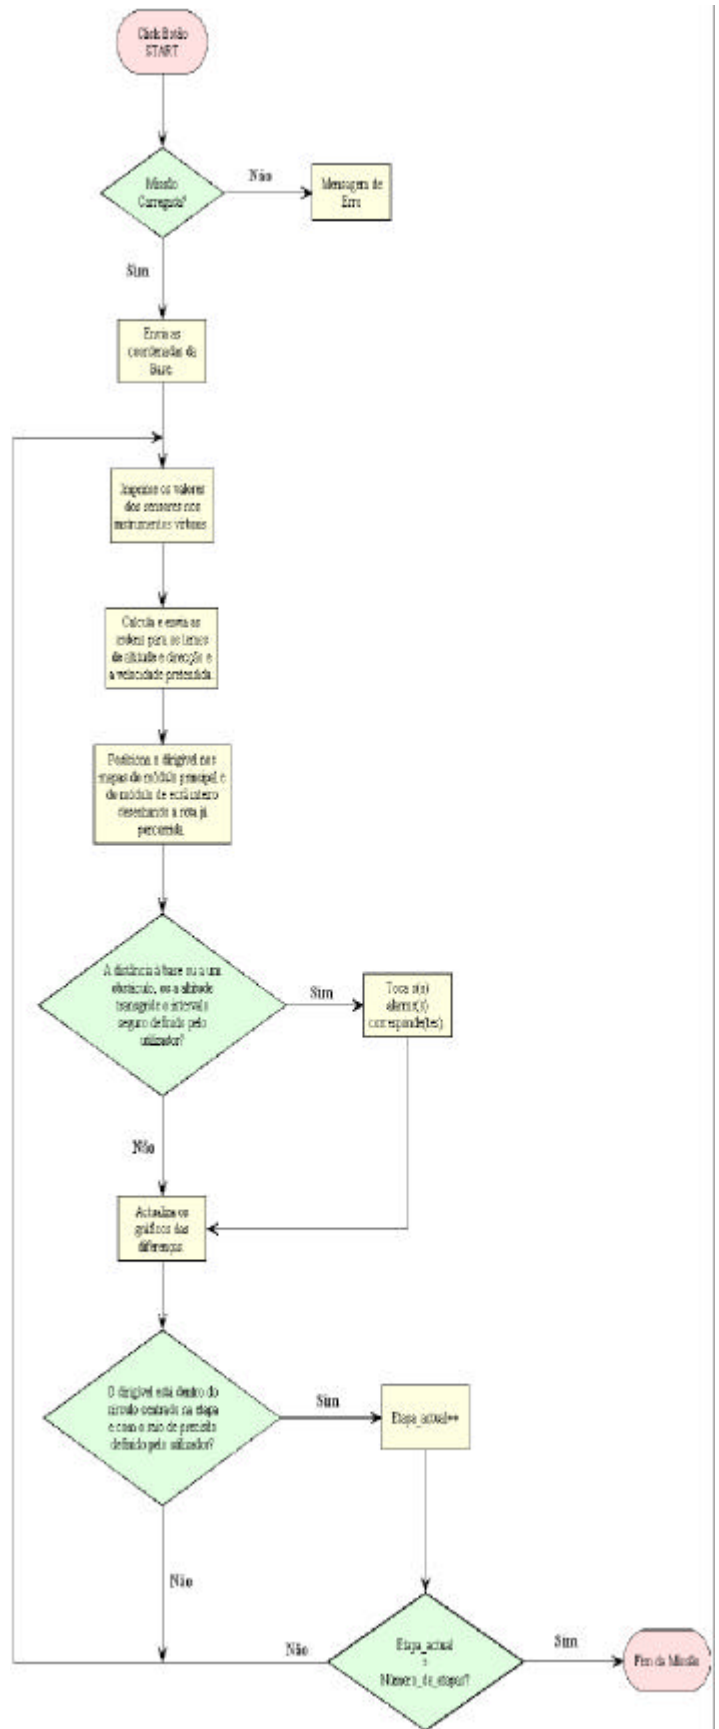 Click Botão
START
Missão
Carregada?
Não
Mensagem de
Erro
Sim
Envia as
coordenadas da
Base.
Imprime os valores
dos sensores nos
instrumentos virtuais.
Calcula e envia as
ordens para os lemes
de altitude e direcção e
a velocidade pretendida.
Posiciona o dirigível nos
mapas do módulo principal e
do módulo de ecrã inteiro
desenhando a rota já
percorrida.
A distância à base ou a um
obstáculo, ou a altitude
transgride o intervalo
seguro definido pelo
utilizador?
Sim
Toca o(s)
alarme(s)
Não
Actualiza os
gráficos das
diferenças.
O dirigível está dentro do
círculo centrado na etapa
e com o raio de precisão
definido pelo utilizador?
Sim
Etapa_actual++
Não
Etapa_actual
Número_de_etapas?
Não
Sim
Fim da Missão